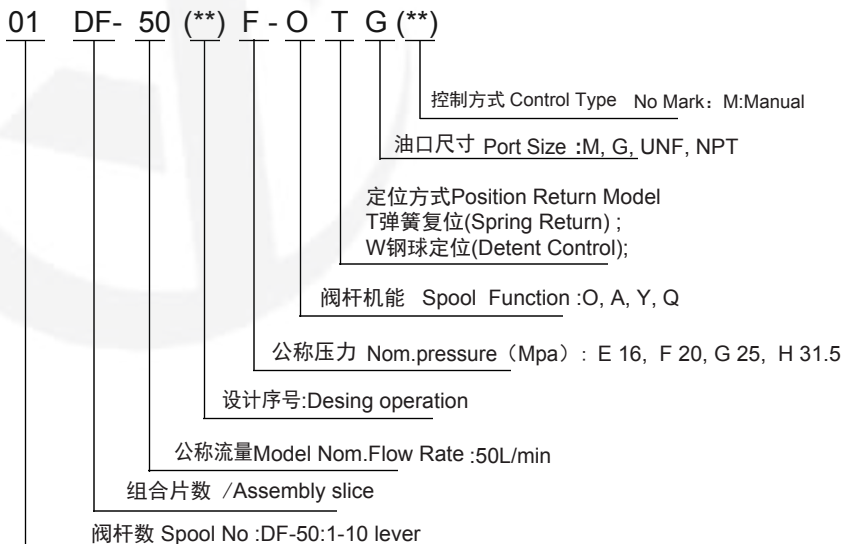 01 DF- 50 (**) F - O T G (**)
控制方式 Control Type No Mark：M:Manual
油口尺寸 Port Size :M, G, UNF, NPT
定位方式Position Return Model
T弹簧复位(Spring Return) ;
W钢球定位(Detent Control);
阀杆机能 Spool Function :O, A, Y, Q
公称压力 Nom.pressure（Mpa）: E 16, F 20, G 25, H 31.5
设计序号:Desing operation
公称流量Model Nom.Flow Rate :50L/min
组合片数 /Assembly slice
阀杆数 Spool No :DF-50:1-10 lever